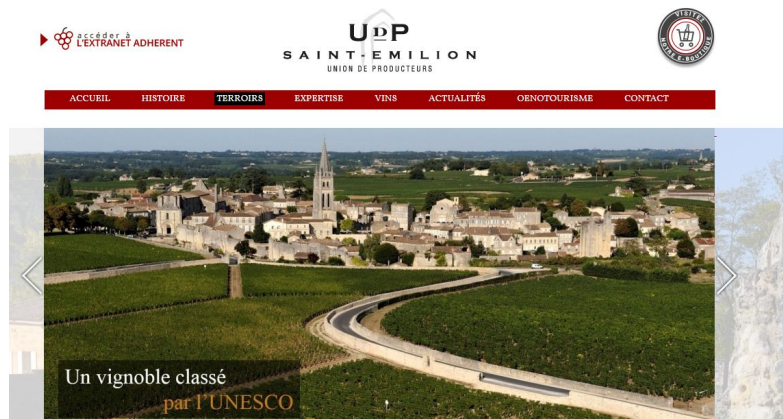 accéder à
L'EXTRANET ADHERENT
UDP
SAINT-EMILION
UNION DE PRODUCTEURS
VISITEZ
NOTRE E-BOUTIQUE
ACCUEIL HISTOIRE TERROIRS EXPERTISE VINS ACTUALITÉS OENOTOURISME CONTACT
Un vignoble classé
par l'UNESCO